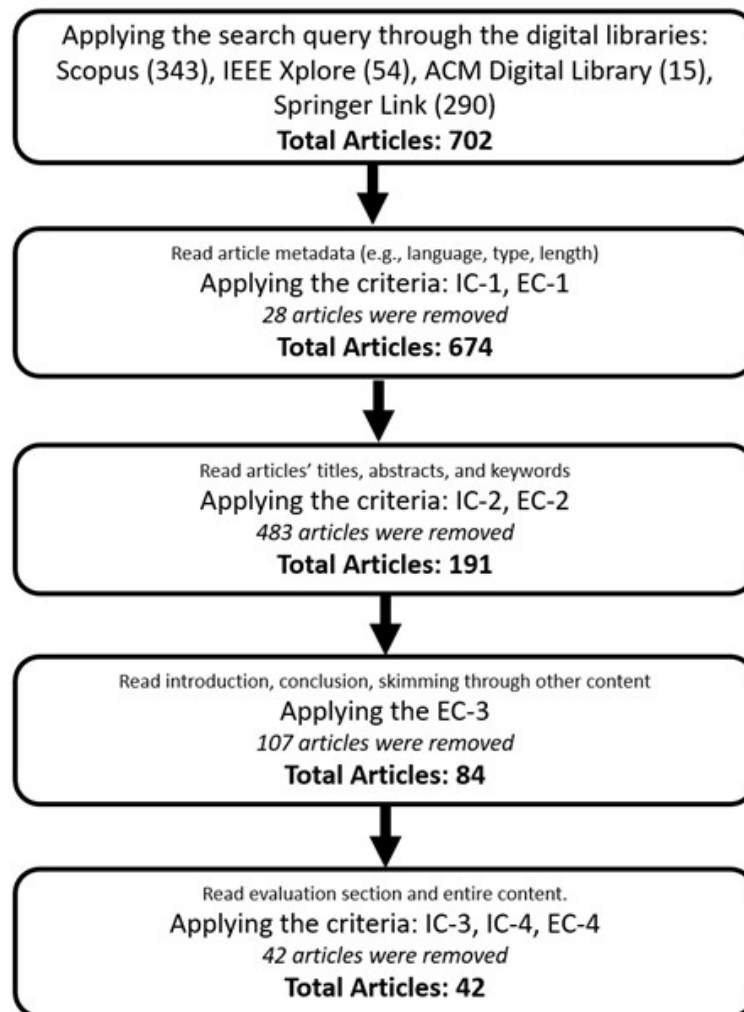 Applying the search query through the digital libraries:
Scopus (343), IEEE Xplore (54), ACM Digital Library (15),
Springer Link (290)
Total Articles: 702
Read article metadata (e.g., language, type, length)
Applying the criteria: IC-1, EC-1
28 articles were removed
Total Articles: 674
Read articles’ titles, abstracts, and keywords
Applying the criteria: IC-2, EC-2
483 articles were removed
Total Articles: 191
Read introduction, conclusion, skimming through other content
Applying the EC-3
107 articles were removed
Total Articles: 84
Read evaluation section and entire content.
Applying the criteria: IC-3, IC-4, EC-4
42 articles were removed
Total Articles: 42